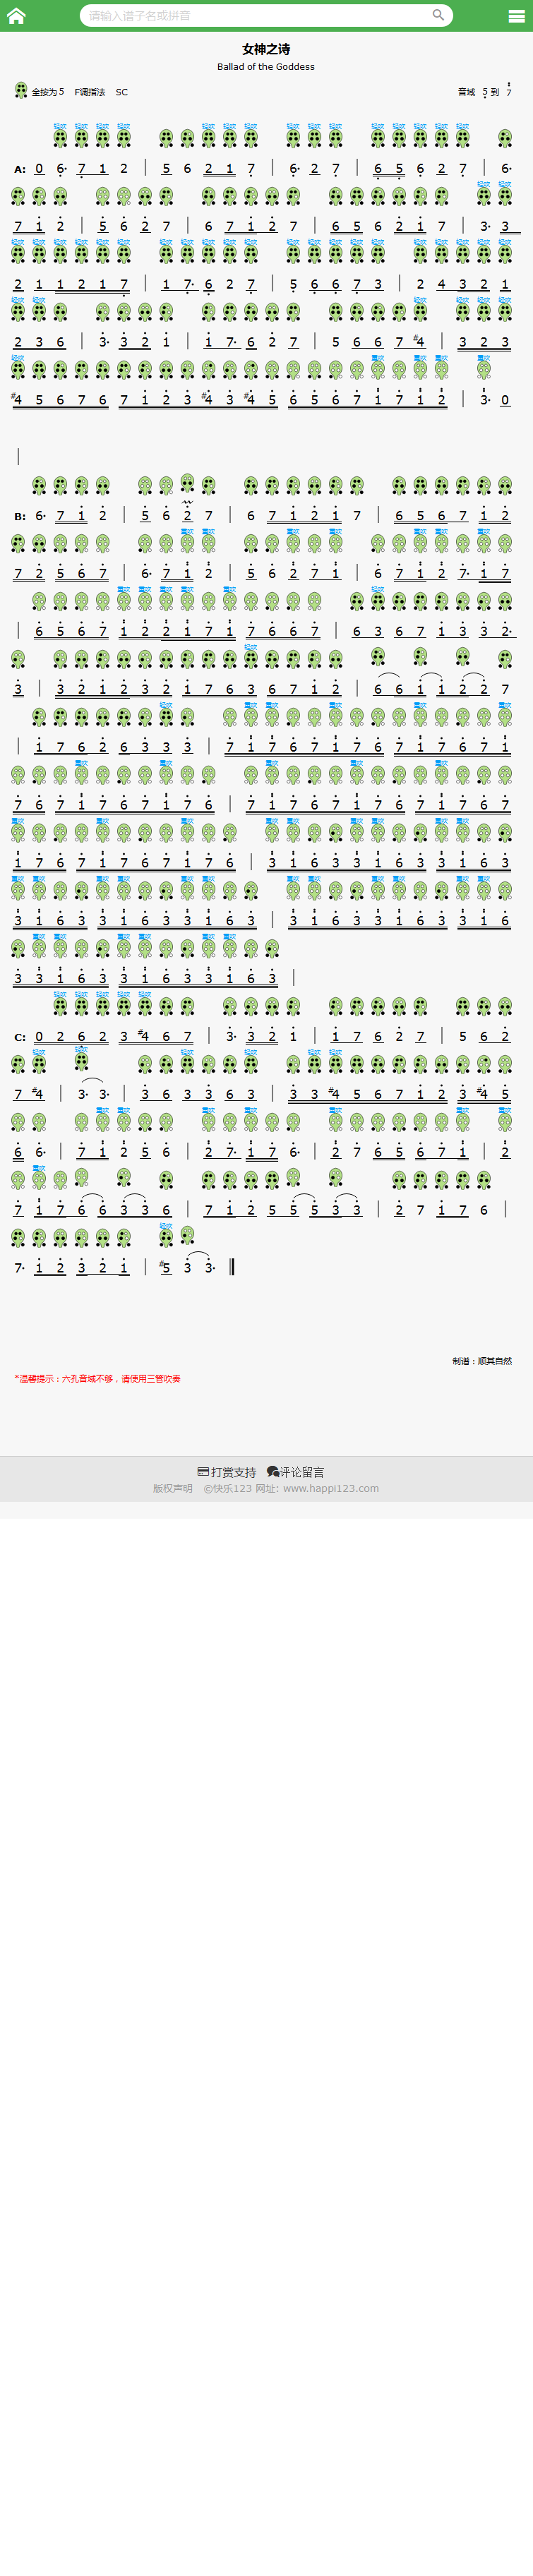 请输入谱子名或拼音
女神之诗
Ballad of the Goddess
全按为5 F调指法 SC 音域 5 到 7
A: 0 6· 7 1 2 | 5 6 2 1 7 | 6· 2 7 | 6 5 6 2 7 | 6·
7 1 2 | 5 6 2 7 | 6 7 1 2 7 | 6 5 6 2 1 7 | 3· 3
2 1 1 2 1 7 | 1 7· 6 2 7 | 5 6 6 7 3 | 2 4 3 2 1
2 3 6 | 3· 3 2 1 | 1 7· 6 2 7 | 5 6 6 7 #4 | 3 2 3
#4 5 6 7 6 7 1 2 3 #4 3 #4 5 6 5 6 7 1 7 1 2 | 3· 0
|
B: 6· 7 1 2 | 5 6 2 7 | 6 7 1 2 1 7 | 6 5 6 7 1 2
7 2 5 6 7 | 6· 7 1 2 | 5 6 2 7 1 | 6 7 1 2 7· 1 7
| 6 5 6 7 1 2 2 1 7 1 7 6 6 7 | 6 3 6 7 1 3 3 2·
3 | 3 2 1 2 3 2 1 7 6 3 6 7 1 2 | 6 6 1 1 2 2 7
| 1 7 6 2 6 3 3 3 | 7 1 7 6 7 1 7 6 7 1 7 6 7 1
7 6 7 1 7 6 7 1 7 6 | 7 1 7 6 7 1 7 6 7 1 7 6 7
1 7 6 7 1 7 6 7 1 7 6 | 3 1 6 3 3 1 6 3 3 1 6 3
3 1 6 3 3 1 6 3 3 1 6 3 | 3 1 6 3 3 1 6 3 3 1 6
3 3 1 6 3 3 1 6 3 3 1 6 3 |
C: 0 2 6 2 3 #4 6 7 | 3· 3 2 1 | 1 7 6 2 7 | 5 6 2
7 #4 | 3· 3· | 3 6 3 3 6 3 | 3 3 #4 5 6 7 1 2 3 #4 5
6 6· | 7 1 2 5 6 | 2 7· 1 7 6· | 2 7 6 5 6 7 1 | 2
7 1 7 6 6 3 3 6 | 7 1 2 5 5 5 3 3 | 2 7 1 7 6 |
7· 1 2 3 2 1 | #5 3 3·
制谱：顺其自然
*温馨提示：六孔音域不够，请使用三管吹奏
打赏支持 评论留言
版权声明 ©快乐123 网址: www.happi123.com